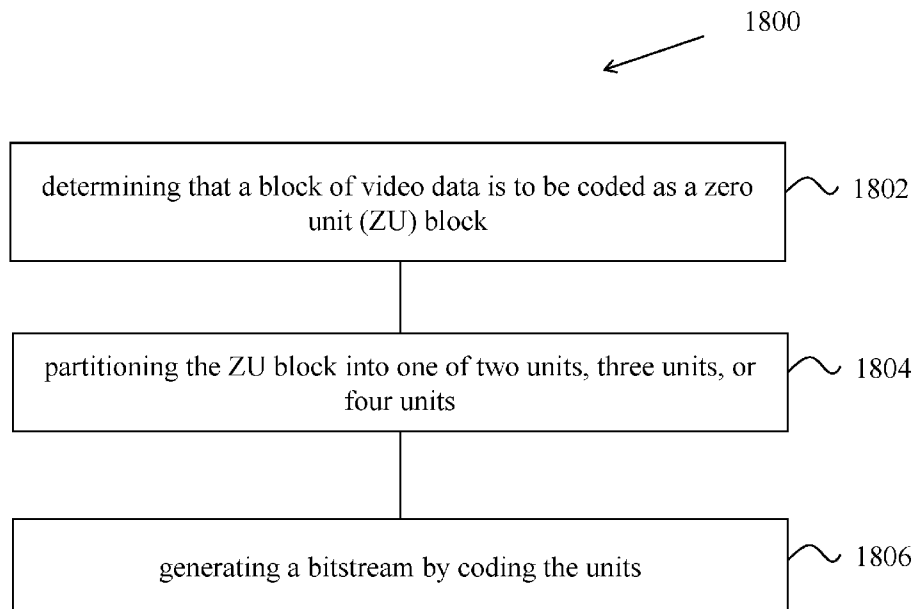 1800
determining that a block of video data is to be coded as a zero
unit (ZU) block
1802
partitioning the ZU block into one of two units, three units, or
four units
1804
generating a bitstream by coding the units
1806